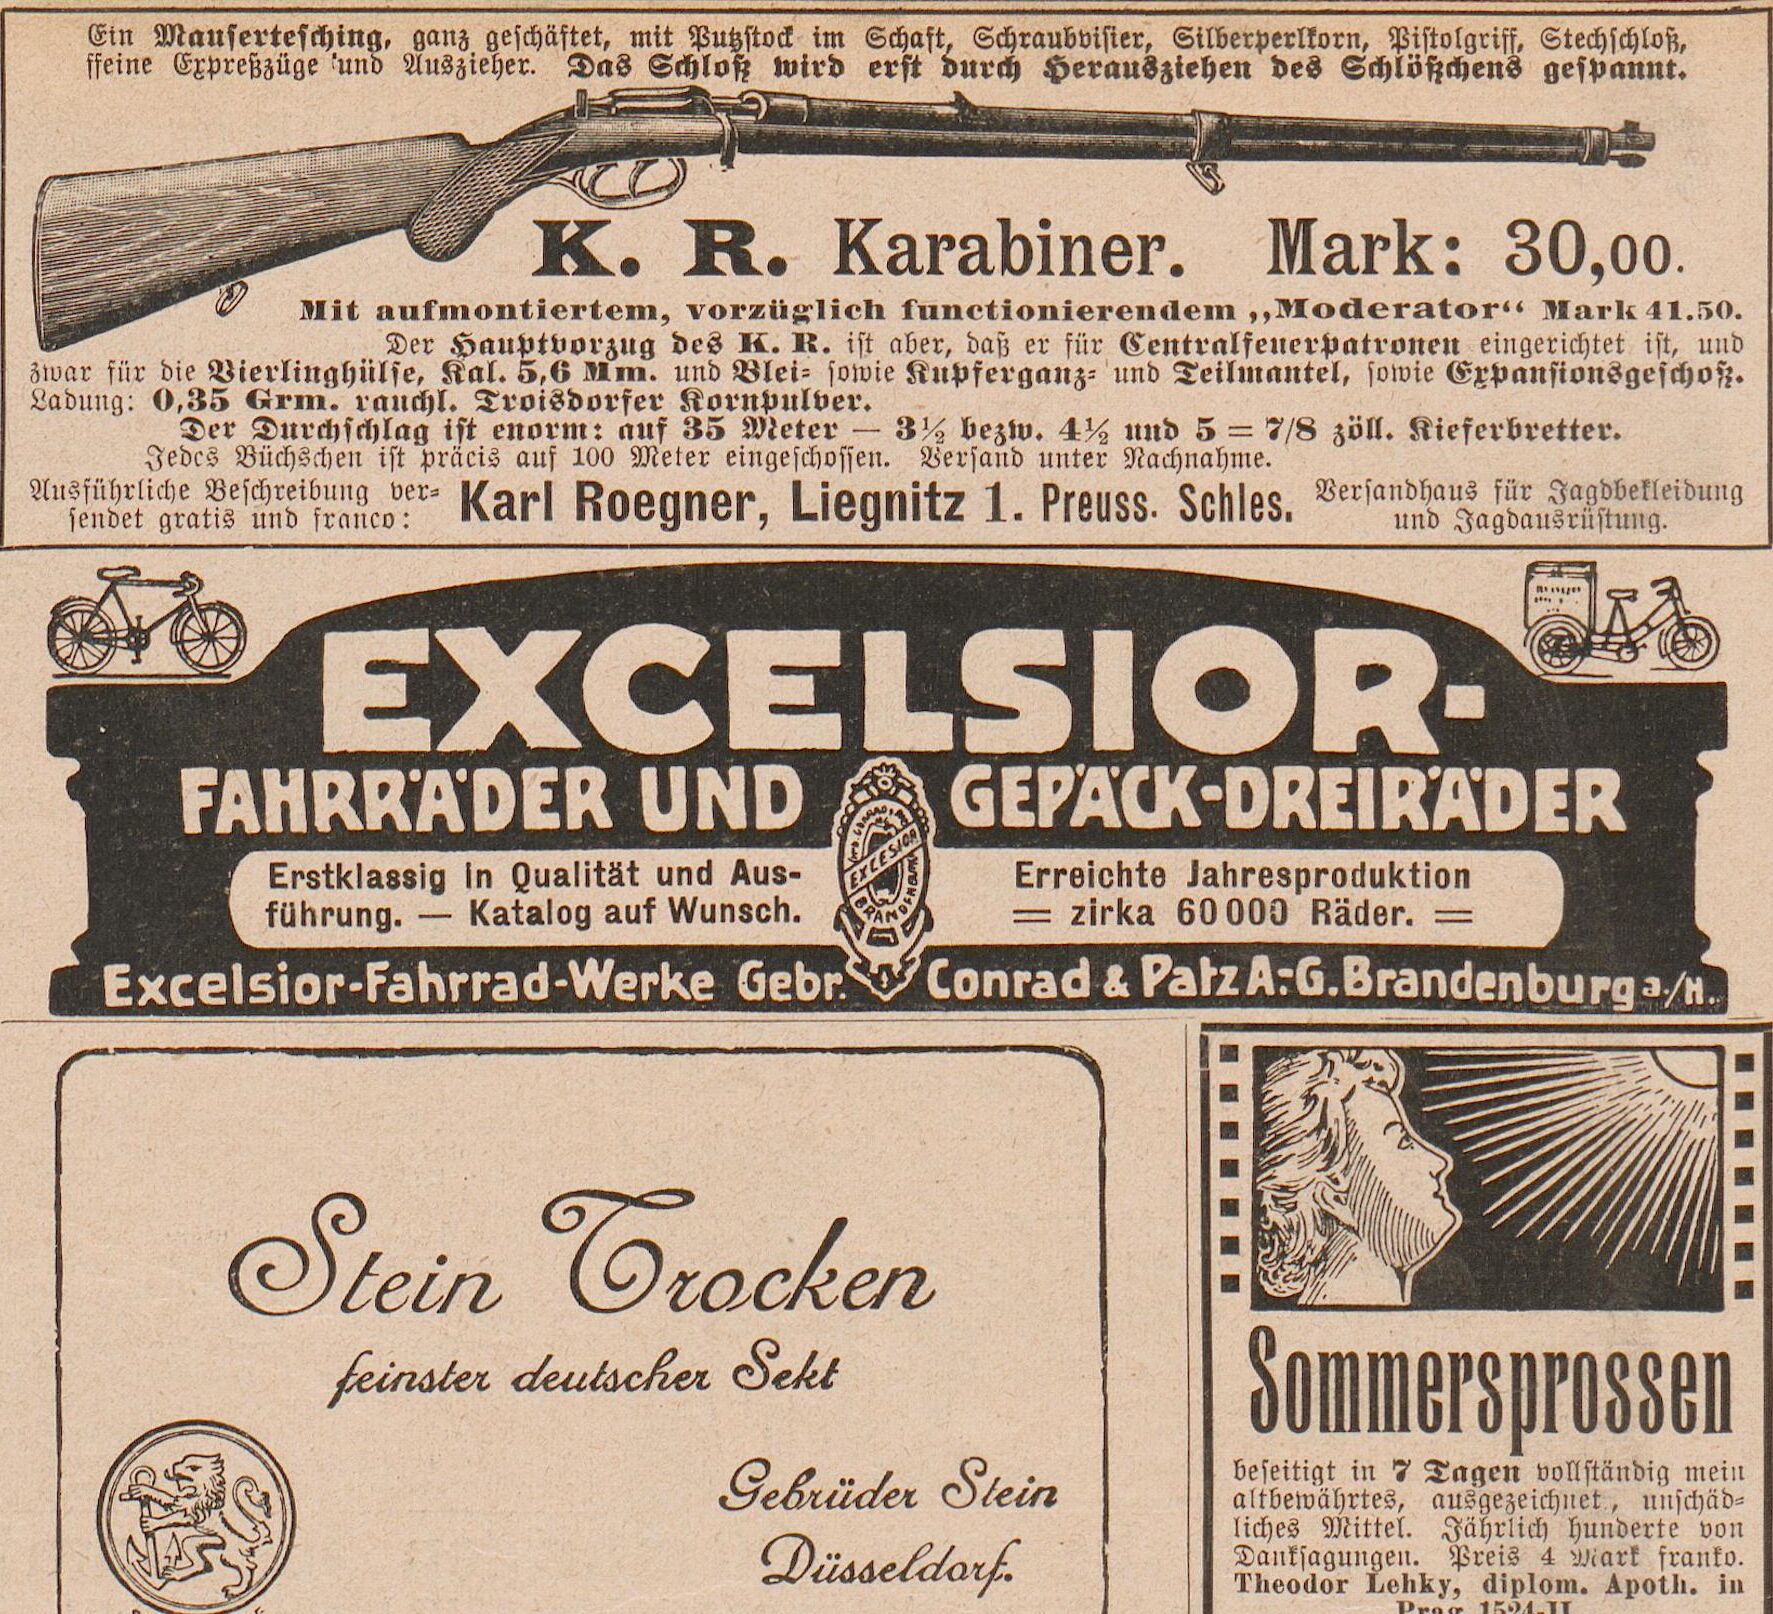 Ein Mausertesching, ganz geschäftet, mit Putzstock im Schaft, Schraubvisier, Silberperlkorn, Pistolgriff, Stechschloß,
ffeine Expreßzüge und Auszieher. Das Schloß wird erst durch Herausziehen des Schlößchens gespannt.
K. R. Karabiner. Mark: 30,00.
Mit aufmontiertem, vorzüglich functionierendem „Moderator“ Mark 41.50.
Der Hauptvorzug des K. R. ist aber, daß er für Centralfeuerpatronen eingerichtet ist, und
zwar für die Vierlinghülse, Kal. 5,6 Mm. und Blei- sowie Kupferganz- und Teilmantel, sowie Expansionsgeschoß.
Ladung: 0,35 Grm. rauchl. Troisdorfer Kornpulver.
Der Durchschlag ist enorm: auf 35 Meter — 3½ bezw. 4½ und 5 = 7/8 zöll. Kieferbretter.
Jedes Büchschen ist präcis auf 100 Meter eingeschossen. Versand unter Nachnahme.
Ausführliche Beschreibung ver-
sendet gratis und franco:
Karl Roegner, Liegnitz 1. Preuss. Schles.
Versandhaus für Jagdbekleidung
und Jagdausrüstung.
EXCELSIOR-
FAHRRÄDER UND GEPÄCK-DREIRÄDER
Erstklassig in Qualität und Aus-
führung. — Katalog auf Wunsch.
EXCELSIOR
BRANDENBURG
Erreichte Jahresproduktion
= zirka 60000 Räder. =
Excelsior-Fahrrad-Werke Gebr. Conrad & Patz A.-G. Brandenburg a./H.
Stein Trocken
feinster deutscher Sekt
Gebrüder Stein
Düsseldorf.
Sommersprossen
beseitigt in 7 Tagen vollständig mein
altbewährtes, ausgezeichnet., unschäd-
liches Mittel. Jährlich hunderte von
Danksagungen. Preis 4 Mark franko.
Theodor Lehky, diplom. Apoth. in
Prag 1524-II